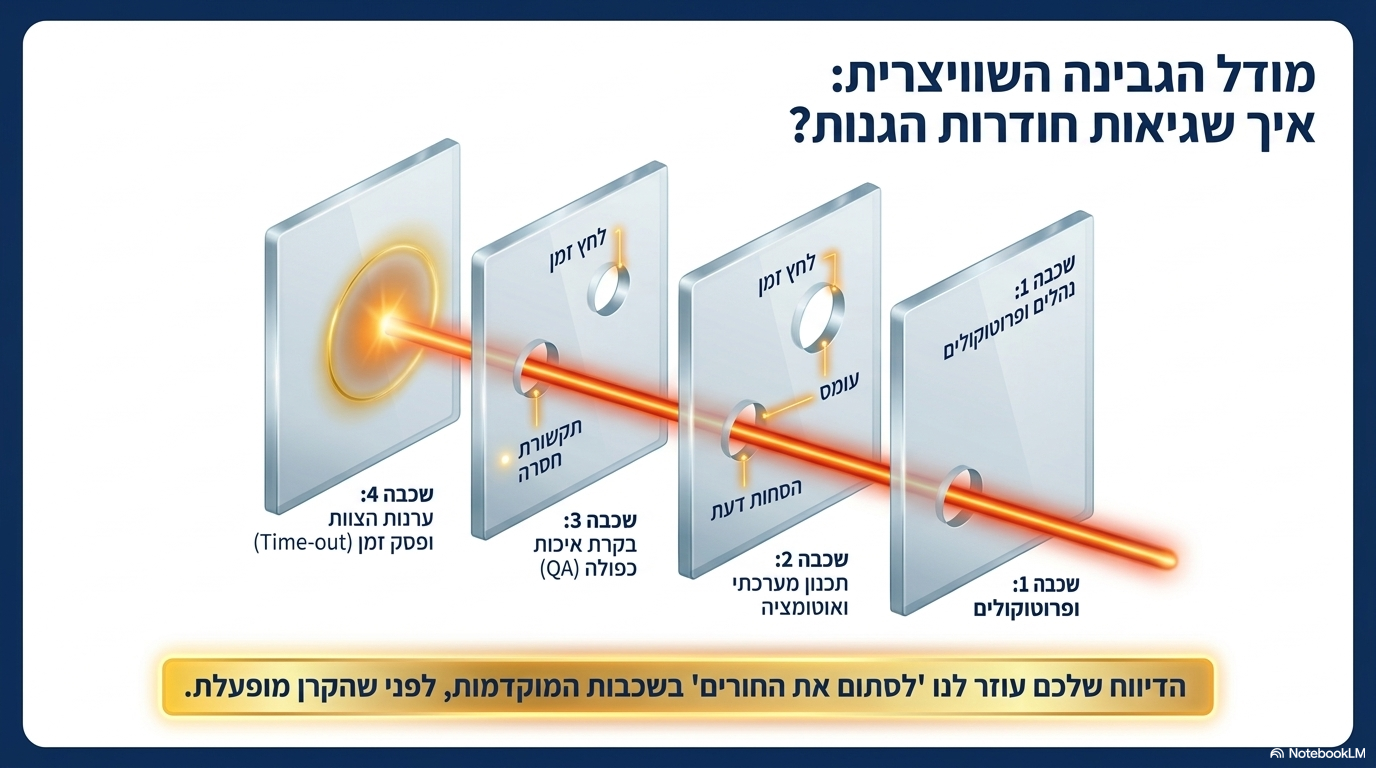 מודל הגבינה השוויצרית:
איך שגיאות חודרות הגנות?
שכבה 1:
נהלים ופרוטוקולים
שכבה 1:
ופרוטוקולים
לחץ זמן
עומס
הסחות דעת
שכבה 2:
תכנון מערכתי
ואוטומציה
לחץ זמן
תקשורת
חסרה
שכבה 3:
בקרת איכות
כפולה (QA)
שכבה 4:
ערנות הצוות
ופסק זמן (Time-out)
הדיווח שלכם עוזר לנו 'לסתום את החורים' בשכבות המוקדמות, לפני שהקרן מופעלת.
NotebookLM